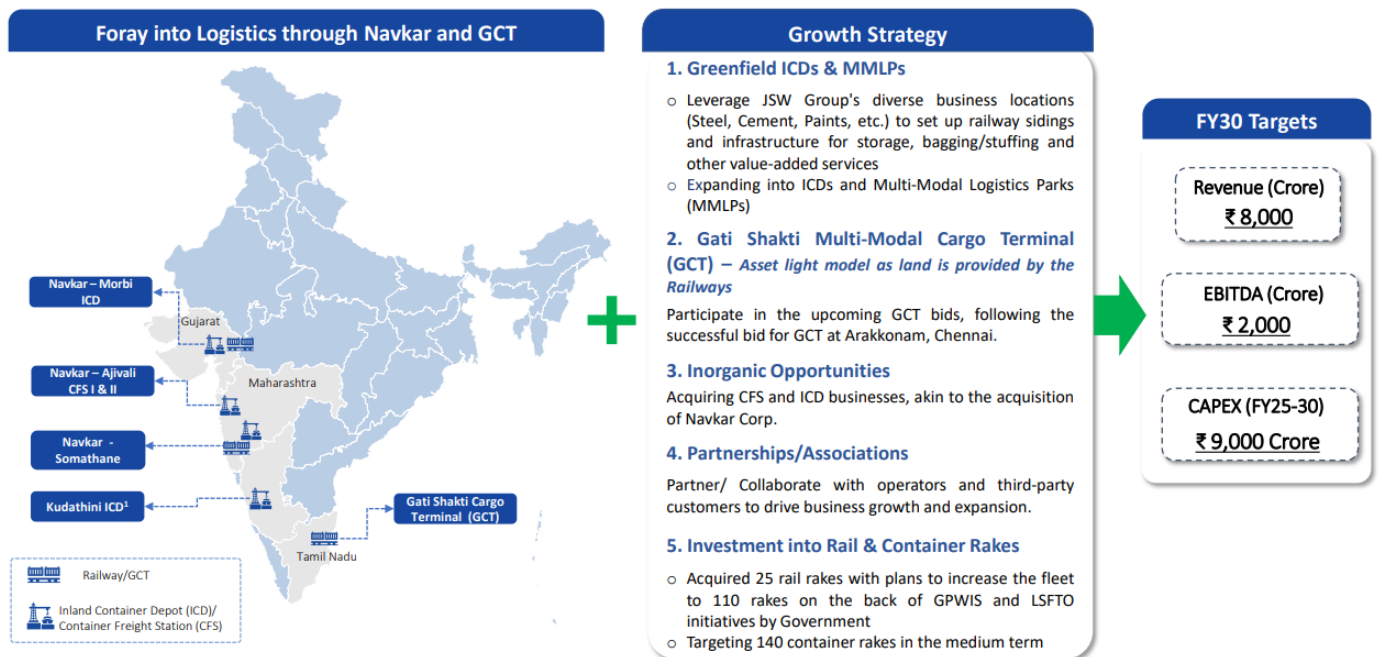 Foray into Logistics through Navkar and GCT
Navkar – Morbi
ICD
Gujarat
Navkar – Ajivali
CFS I & II
Maharashtra
Navkar -
Somathane
Kudathini ICD¹
Gati Shakti Cargo
Terminal (GCT)
Tamil Nadu
Railway/GCT
Inland Container Depot (ICD)/
Container Freight Station (CFS)
Growth Strategy
1. Greenfield ICDs & MMLPs
o Leverage JSW Group's diverse business locations
(Steel, Cement, Paints, etc.) to set up railway sidings
and infrastructure for storage, bagging/stuffing and
other value-added services
o Expanding into ICDs and Multi-Modal Logistics Parks
(MMLPs)
2. Gati Shakti Multi-Modal Cargo Terminal
(GCT) – Asset light model as land is provided by the
Railways
Participate in the upcoming GCT bids, following the
successful bid for GCT at Arakkonam, Chennai.
3. Inorganic Opportunities
Acquiring CFS and ICD businesses, akin to the acquisition
of Navkar Corp.
4. Partnerships/Associations
Partner/ Collaborate with operators and third-party
customers to drive business growth and expansion.
5. Investment into Rail & Container Rakes
o Acquired 25 rail rakes with plans to increase the fleet
to 110 rakes on the back of GPWIS and LSFTO
initiatives by Government
o Targeting 140 container rakes in the medium term
FY30 Targets
Revenue (Crore)
₹ 8,000
EBITDA (Crore)
₹ 2,000
CAPEX (FY25-30)
₹ 9,000 Crore